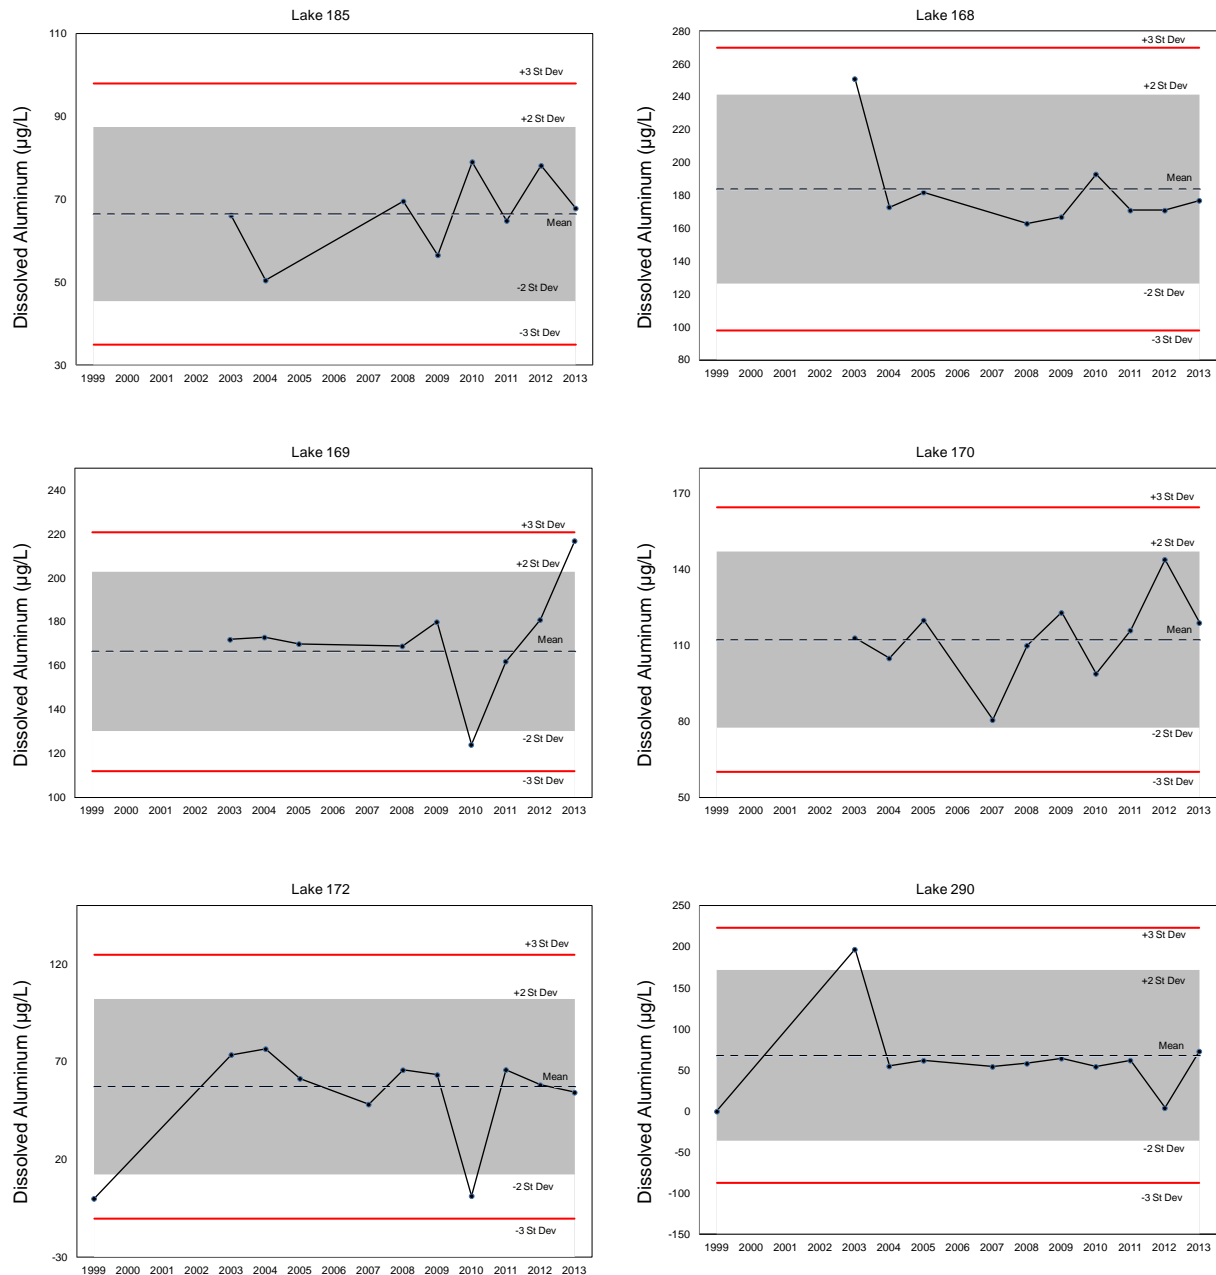 Lake 185
110
+3 St Dev
+2 St Dev
90
70
Mean
50
-2 St Dev
-3 St Dev
30
1999 2000 2001 2002 2003 2004 2005 2006 2007 2008 2009 2010 2011 2012 2013
Dissolved Aluminum (µg/L)
Lake 168
280
+3 St Dev
260
+2 St Dev
240
220
200
Mean
180
160
140
-2 St Dev
120
100
-3 St Dev
80
1999 2000 2001 2002 2003 2004 2005 2006 2007 2008 2009 2010 2011 2012 2013
Dissolved Aluminum (µg/L)
Lake 169
240
+3 St Dev
220
+2 St Dev
200
180
Mean
160
140
-2 St Dev
120
-3 St Dev
100
1999 2000 2001 2002 2003 2004 2005 2006 2007 2008 2009 2010 2011 2012 2013
Dissolved Aluminum (µg/L)
Lake 170
170
+3 St Dev
+2 St Dev
140
Mean
110
80
-2 St Dev
-3 St Dev
50
1999 2000 2001 2002 2003 2004 2005 2006 2007 2008 2009 2010 2011 2012 2013
Dissolved Aluminum (µg/L)
Lake 172
+3 St Dev
120
+2 St Dev
70
Mean
20
-2 St Dev
-3 St Dev
-30
1999 2000 2001 2002 2003 2004 2005 2006 2007 2008 2009 2010 2011 2012 2013
Dissolved Aluminum (µg/L)
Lake 290
250
+3 St Dev
200
+2 St Dev
150
100
Mean
50
0
-2 St Dev
-50
-100
-3 St Dev
-150
1999 2000 2001 2002 2003 2004 2005 2006 2007 2008 2009 2010 2011 2012 2013
Dissolved Aluminum (µg/L)